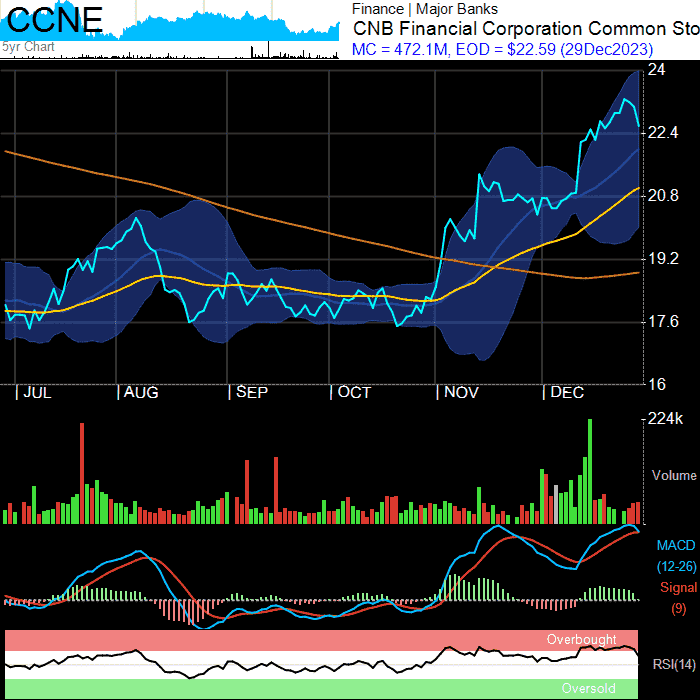 CCNE
5yr Chart
Finance | Major Banks
CNB Financial Corporation Common Sto
MC = 472.1M, EOD = $22.59 (29Dec2023)
24
22.4
20.8
19.2
17.6
16
| JUL | AUG | SEP | OCT | NOV | DEC
224k
Volume
MACD
(12-26)
Signal
(9)
Overbought
RSI(14)
Oversold